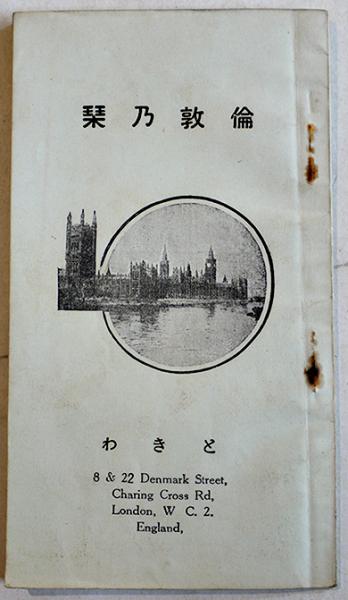 倫敦乃栞
ときわ
8 & 22 Denmark Street,
Charing Cross Rd,
London, W C. 2.
England,